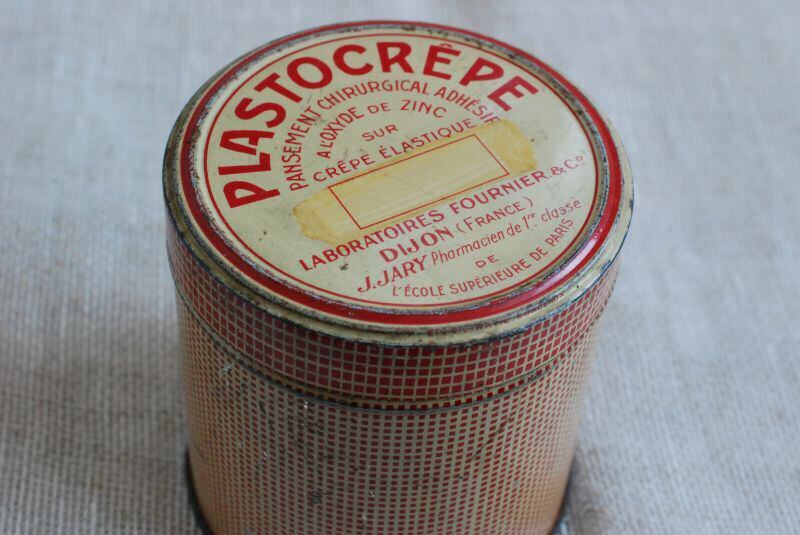 PLASTOCRÊPE
PANSEMENT CHIRURGICAL ADHÉSIF
A L'OXYDE DE ZINC
SUR
CRÊPE ÉLASTIQUE
LABORATOIRES FOURNIER & Cº
DIJON (FRANCE)
J. JARY Pharmacien de 1re classe
DE
L'ÉCOLE SUPÉRIEURE DE PARIS